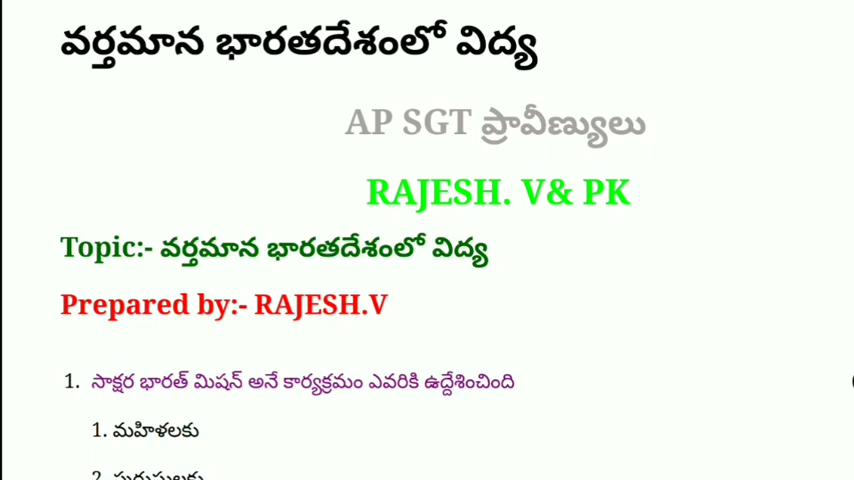 వర్తమాన భారతదేశంలో విద్య
AP SGT ప్రావీణ్యులు
RAJESH. V& PK
Topic:- వర్తమాన భారతదేశంలో విద్య
Prepared by:- RAJESH.V
1. సాక్షర భారత్ మిషన్ అనే కార్యక్రమం ఎవరికి ఉద్దేశించింది
1. మహిళలకు
2.